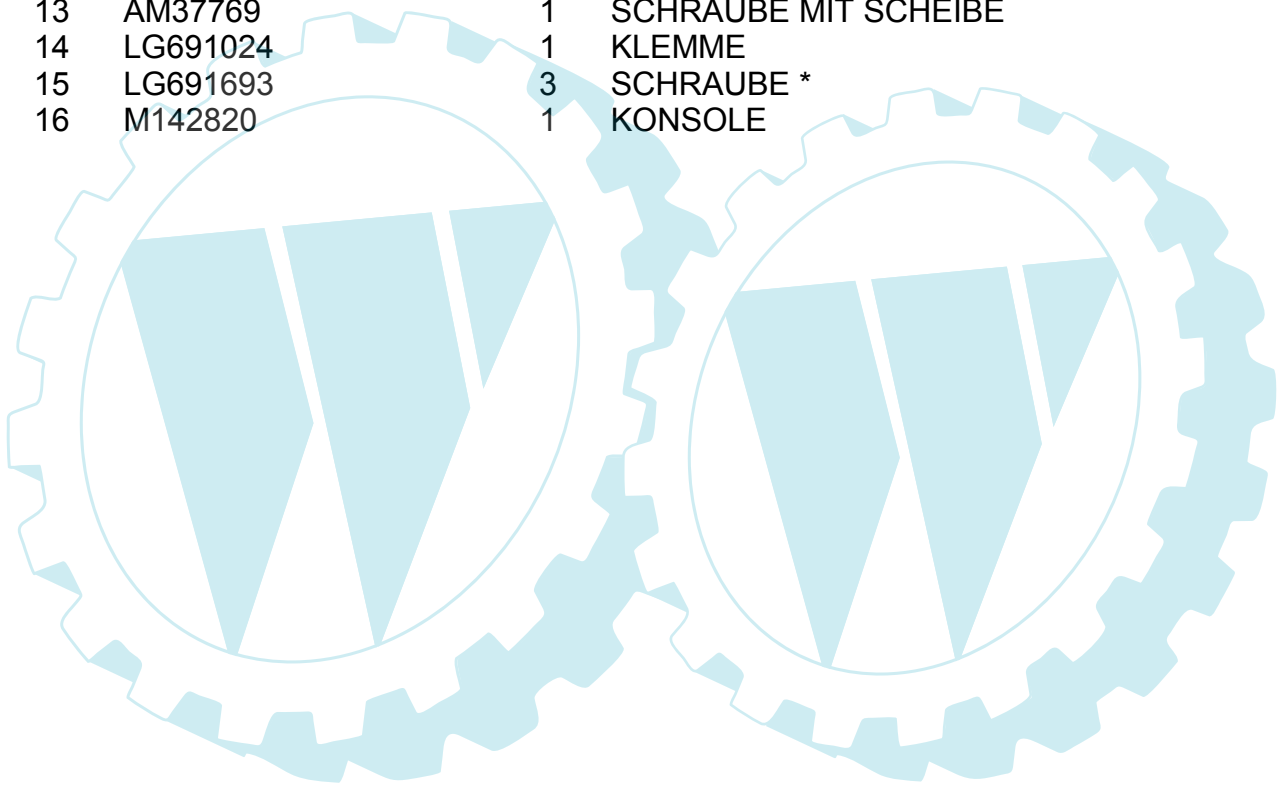 13 AM37769 1 SCHRAUBE MIT SCHEIBE
14 LG691024 1 KLEMME
15 LG691693 3 SCHRAUBE *
16 M142820 1 KONSOLE